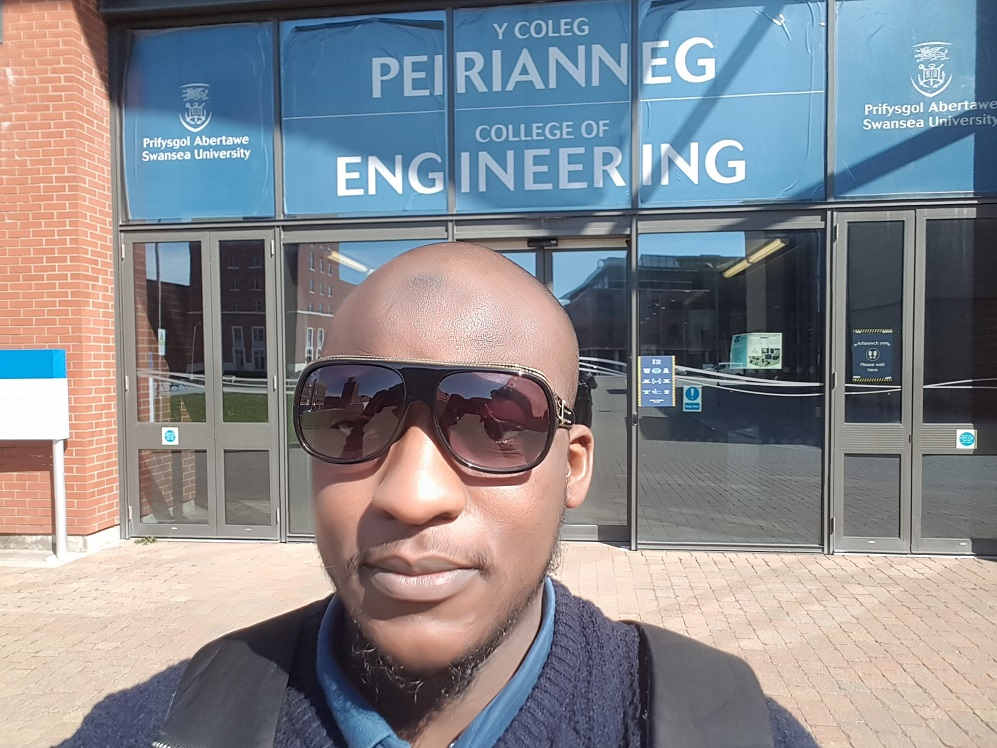 Y COLEG
PEIRIANNEG
COLLEGE OF
ENGINEERING
Prifysgol Abertawe
Swansea University
Prifysgol Abertawe
Swansea University